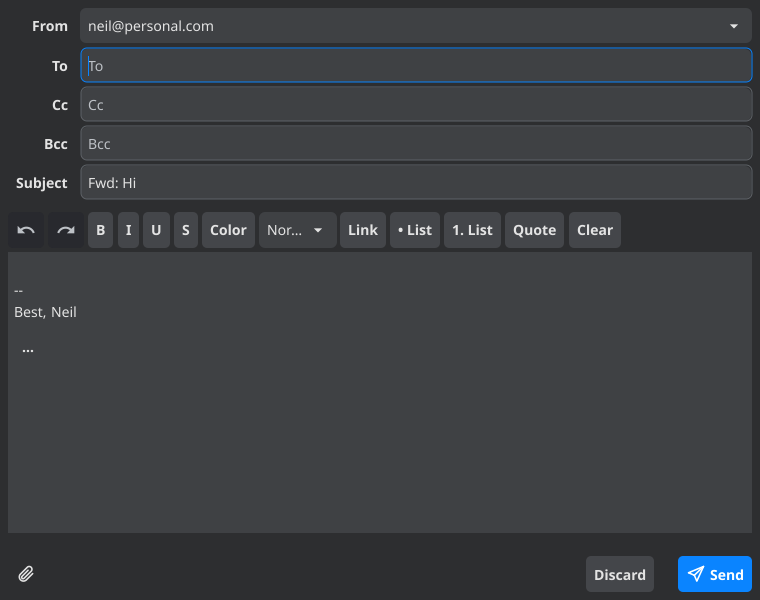 From neil@personal.com
To To
Cc Cc
Bcc Bcc
Subject Fwd: Hi
B I U S Color Nor... Link • List 1. List Quote Clear
--
Best, Neil
...
Discard Send